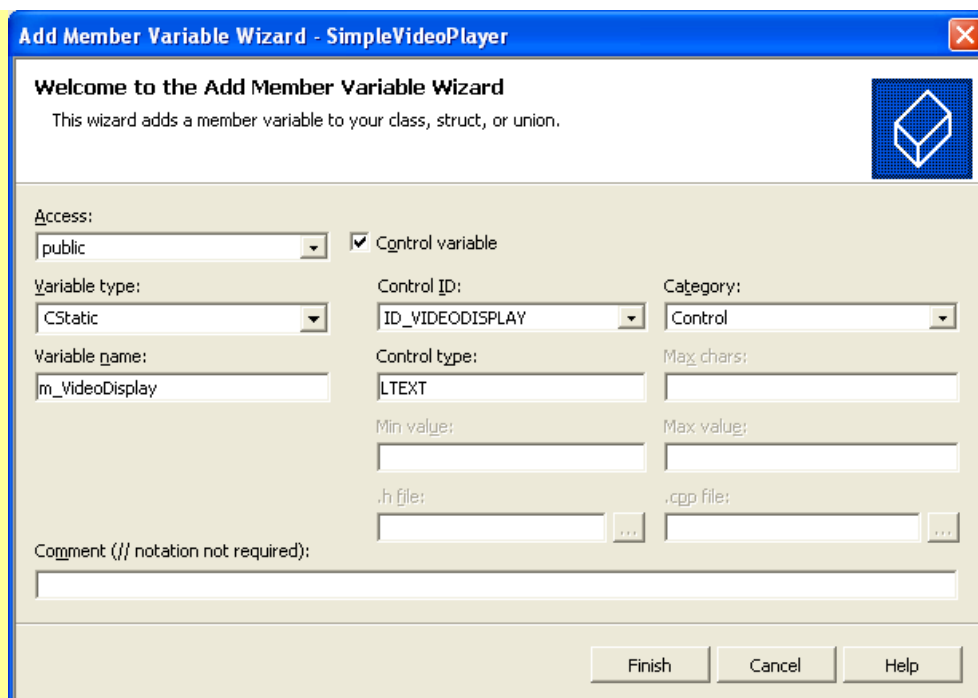 Add Member Variable Wizard - SimpleVideoPlayer
Welcome to the Add Member Variable Wizard
This wizard adds a member variable to your class, struct, or union.
Access:
public
Control variable
Variable type:
Control ID:
Category:
CStatic
ID_VIDEODISPLAY
Control
Variable name:
Control type:
Max chars:
m_VideoDisplay
LTEXT
Min value:
Max value:
.h file:
.cpp file:
...
...
Comment (// notation not required):
Finish
Cancel
Help